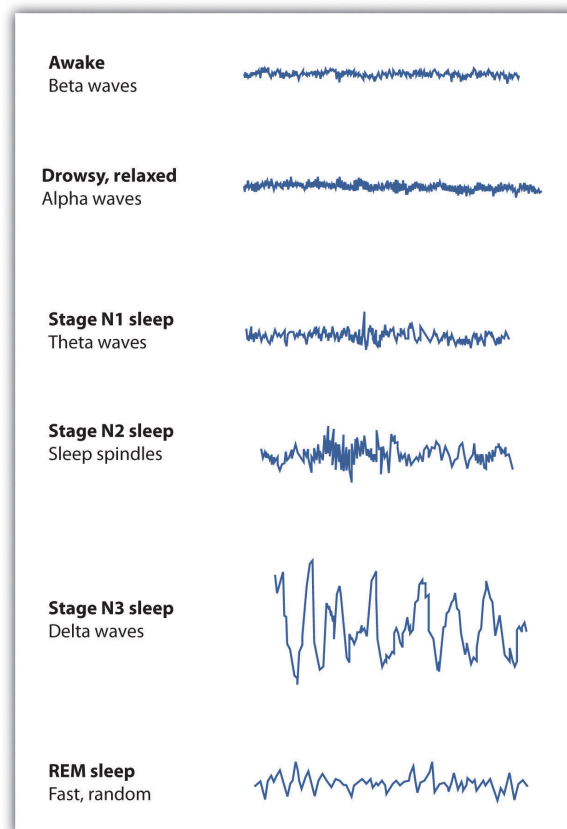 Awake
Beta waves
Drowsy, relaxed
Alpha waves
Stage N1 sleep
Theta waves
Stage N2 sleep
Sleep spindles
Stage N3 sleep
Delta waves
REM sleep
Fast, random